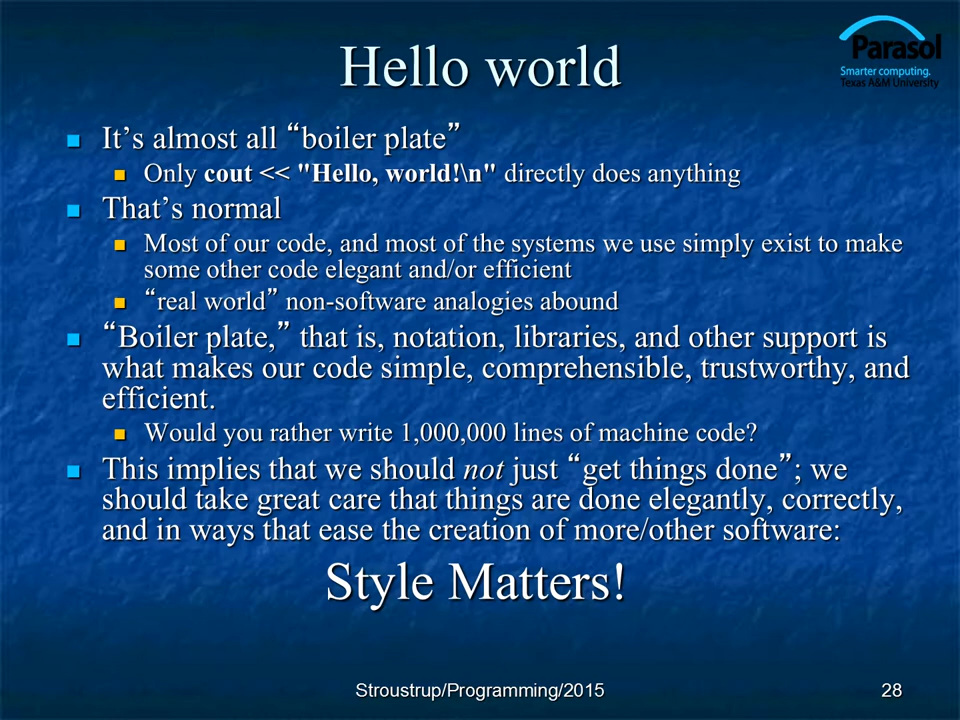 Hello world
Parasol
Smarter computing.
Texas A&M University
It’s almost all “boiler plate”
Only cout << "Hello, world!\n" directly does anything
That’s normal
Most of our code, and most of the systems we use simply exist to make
some other code elegant and/or efficient
“real world” non-software analogies abound
“Boiler plate,” that is, notation, libraries, and other support is
what makes our code simple, comprehensible, trustworthy, and
efficient.
Would you rather write 1,000,000 lines of machine code?
This implies that we should not just “get things done”; we
should take great care that things are done elegantly, correctly,
and in ways that ease the creation of more/other software:
Style Matters!
Stroustrup/Programming/2015
28